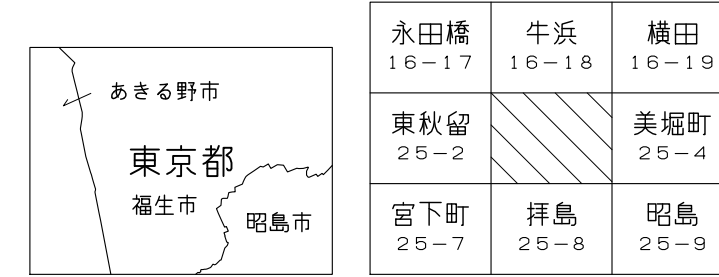 あきる野市
東京都
福生市
昭島市
永田橋
16-17
牛浜
16-18
横田
16-19
東秋留
25-2
美堀町
25-4
宮下町
25-7
拝島
25-8
昭島
25-9